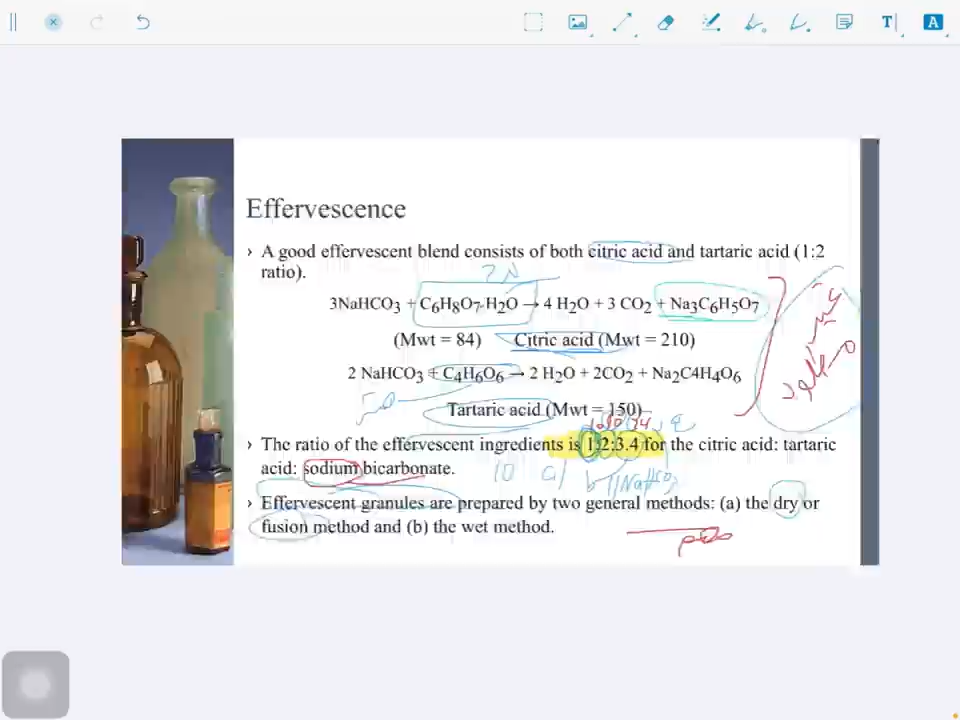 Effervescence
› A good effervescent blend consists of both citric acid and tartaric acid (1:2
ratio).
3NaHCO3 + C6H8O7.H2O → 4 H2O + 3 CO2 + Na3C6H5O7
(Mwt = 84) Citric acid (Mwt = 210)
2 NaHCO3 + C4H6O6 → 2 H2O + 2CO2 + Na2C4H4O6
Tartaric acid (Mwt = 150)
› The ratio of the effervescent ingredients is 1:2:3.4 for the citric acid: tartaric
acid: sodium bicarbonate.
› Effervescent granules are prepared by two general methods: (a) the dry or
fusion method and (b) the wet method.